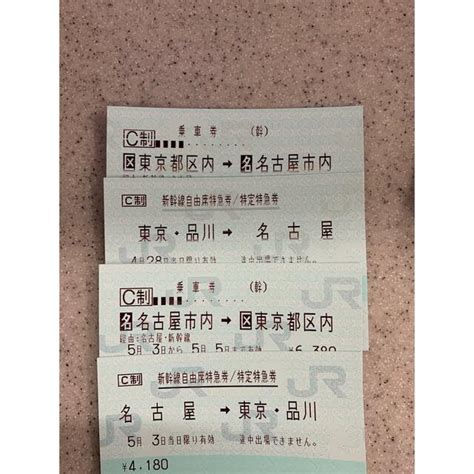 C制 乗車券 (幹)
区 東京都区内 → 名 名古屋市内
C制 新幹線自由席特急券/特定特急券
東京・品川 → 名古屋
4月28日当日限り有効 途中出場できません。
C制 乗車券 (幹)
名 名古屋市内 → 区 東京都区内
経由:名古屋・新幹線
5月 3日から 5月 5日まで有効 ¥6,380
C制 新幹線自由席特急券/特定特急券
名古屋 → 東京・品川
5月 3日当日限り有効 途中出場できません。
¥4,180